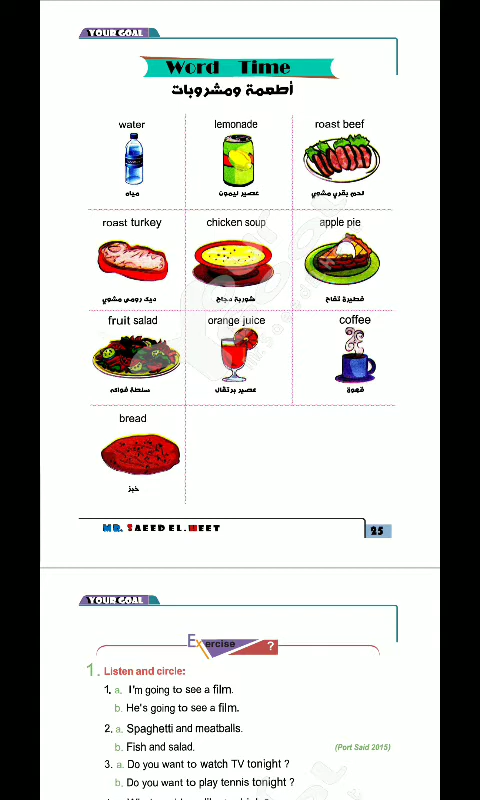 YOUR GOAL
Word Time
أطعمة ومشروبات
water
lemonade
roast beef
مياه
عصير ليمون
لحم بقري مشوي
roast turkey
chicken soup
apple pie
ديك رومى مشوي
شوربة دجاج
فطيرة تفاح
fruit salad
orange juice
coffee
سلطة فواكه
عصير برتقال
قهوة
bread
خبز
MR. SAEED EL.HEET
25
YOUR GOAL
Exercise ?
1. Listen and circle:
1. a. I'm going to see a film.
b. He's going to see a film.
2. a. Spaghetti and meatballs.
b. Fish and salad. (Port Said 2015)
3. a. Do you want to watch TV tonight ?
b. Do you want to play tennis tonight ?